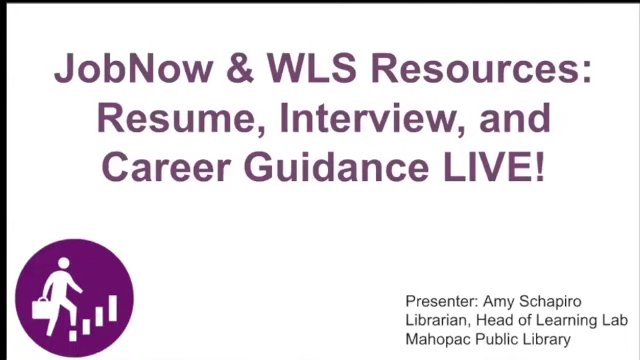 JobNow & WLS Resources:
Resume, Interview, and
Career Guidance LIVE!
Presenter: Amy Schapiro
Librarian, Head of Learning Lab
Mahopac Public Library